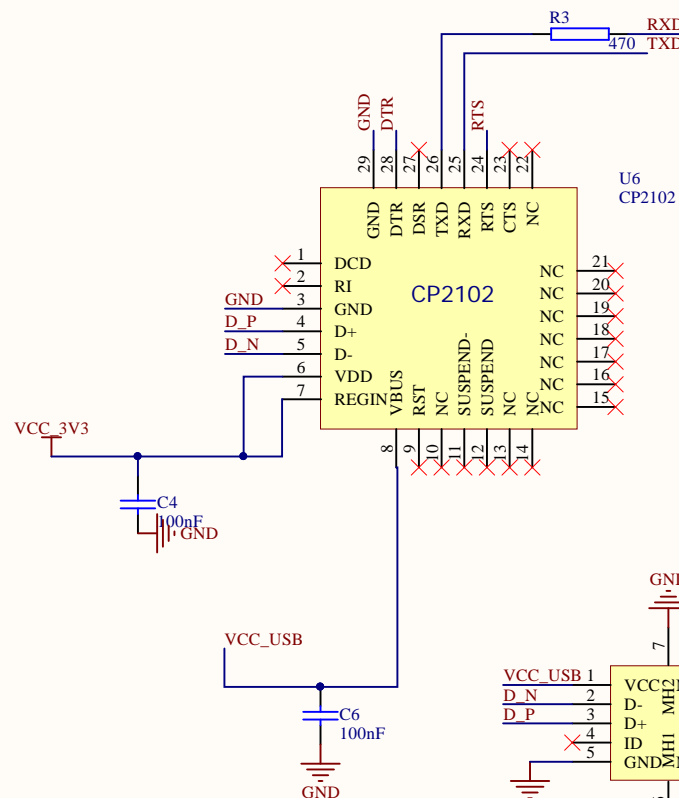 R3
RXD
470
TXD
GND
DTR
RTS
29
28
27
26
25
24
23
22
U6
CP2102
GND
DTR
DSR
TXD
RXD
RTS
CTS
NC
1
DCD
2
RI
GND
3
GND
D_P
4
D+
D_N
5
D-
6
VDD
7
REGIN
CP2102
NC
21
NC
20
NC
19
NC
18
NC
17
NC
16
NC
15
VBUS
RST
NC
SUSPEND-
SUSPEND
NC
NC
8
9
10
11
12
13
14
VCC_3V3
C4
100nF
GND
VCC_USB
C6
100nF
GND
GND
7
VCC_USB
1
VCC
D_N
2
D-
D_P
3
D+
4
ID
5
GND
MH2
MH1